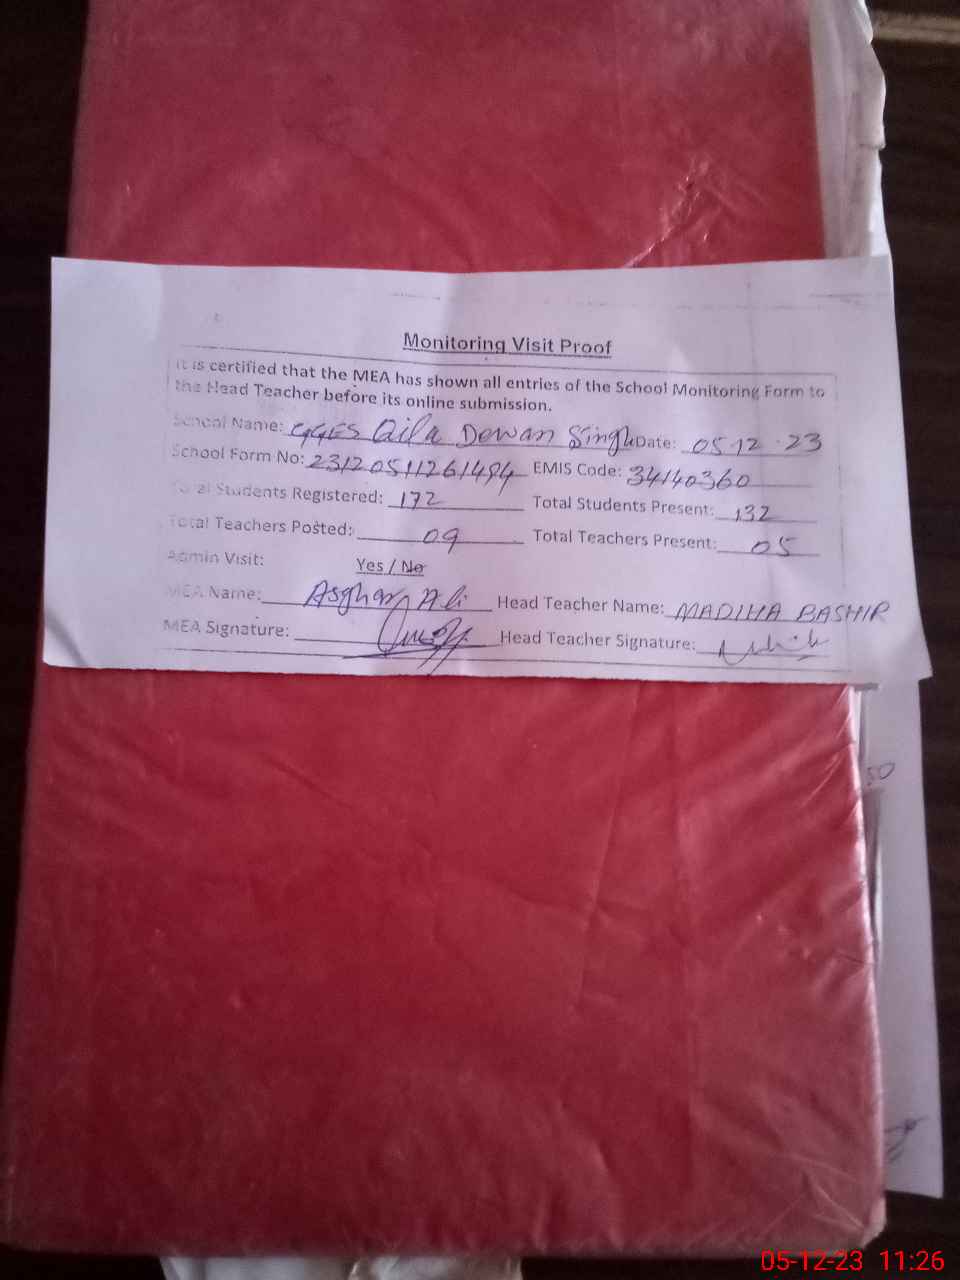 Monitoring Visit Proof
It is certified that the MEA has shown all entries of the School Monitoring Form to
the Head Teacher before its online submission.
School Name: GGES Qila Dewan Singh Date: 05-12-23
School Form No: 23120511261494 EMIS Code: 34140360
Total Students Registered: 172 Total Students Present: 132
Total Teachers Posted: 09 Total Teachers Present: 05
Admin Visit: Yes / No
MEA Name: Asghar Ali Head Teacher Name: MADIHA BASHIR
MEA Signature: Head Teacher Signature:
50
05-12-23 11:26